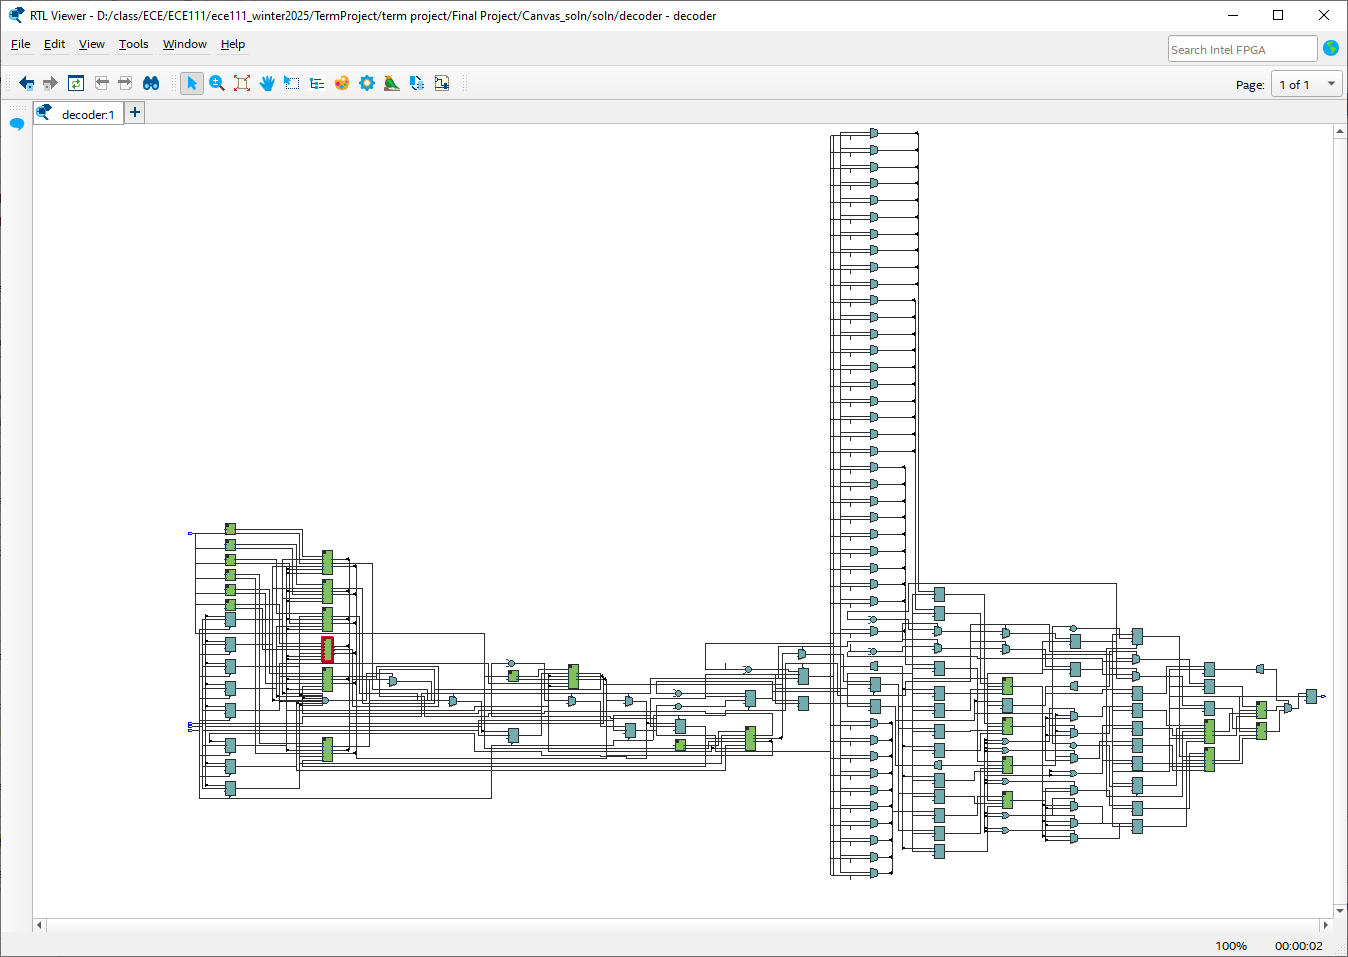 RTL Viewer - D:/class/ECE/ECE111/ece111_winter2025/TermProject/term project/Final Project/Canvas_soln/soln/decoder - decoder
File Edit View Tools Window Help
Search Intel FPGA
Page: 1 of 1
decoder:1
100% 00:00:02